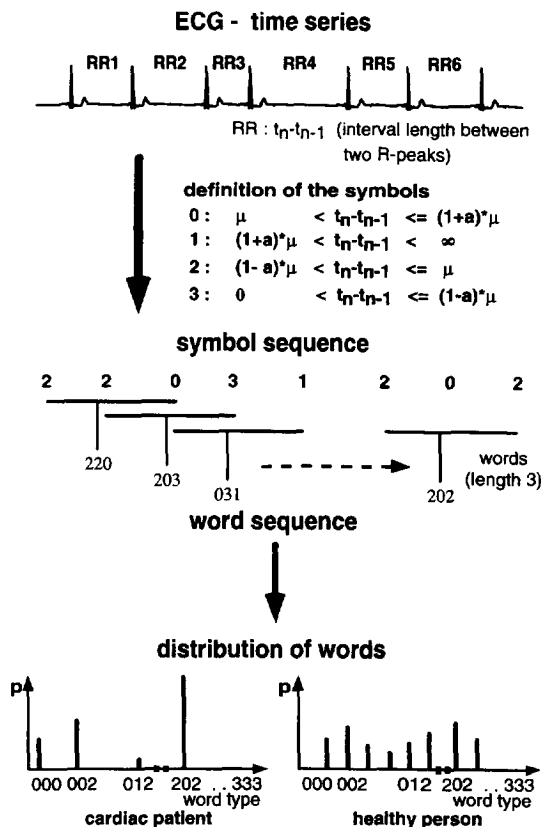 ECG - time series
RR1 RR2 RR3 RR4 RR5 RR6
RR : tn-tn-1 (interval length between
two R-peaks)
definition of the symbols
0 : μ < tn-tn-1 <= (1+a)*μ
1 : (1+a)*μ < tn-tn-1 < ∞
2 : (1- a)*μ < tn-tn-1 <= μ
3 : 0 < tn-tn-1 <= (1-a)*μ
symbol sequence
2 2 0 3 1 2 0 2
220
203
031
202
words
(length 3)
word sequence
distribution of words
p
000 002 012 202 . . 333
word type
cardiac patient
p
000 002 012 202 . . . 333
word type
healthy person